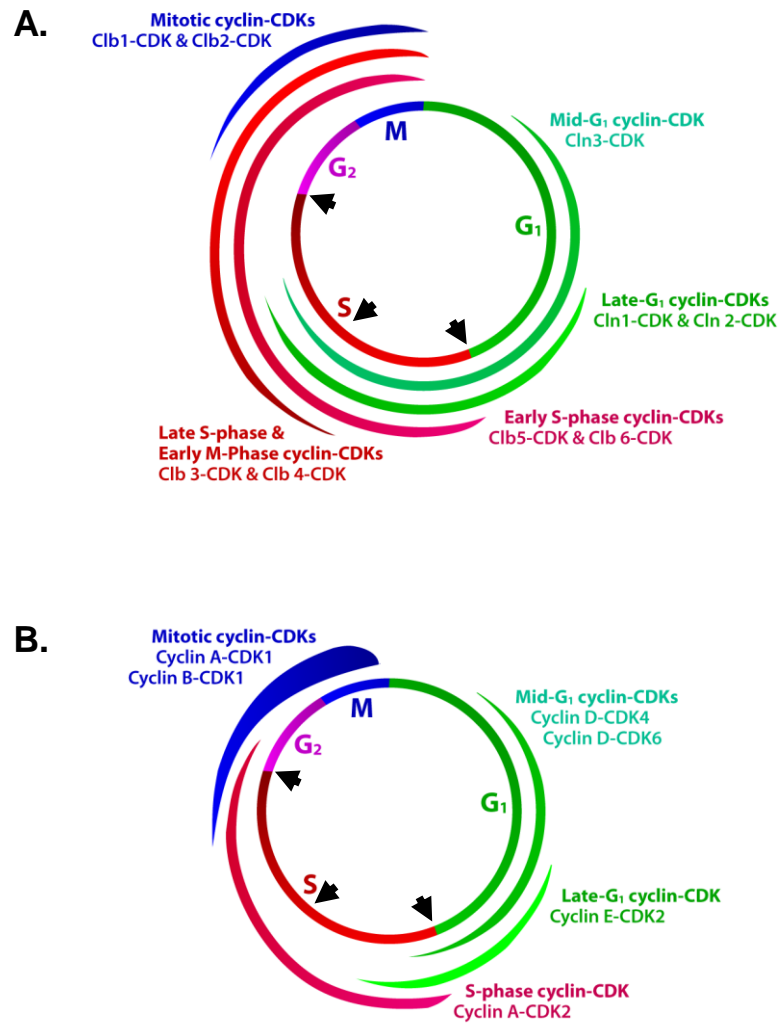 A.
Mitotic cyclin-CDKs
Clb1-CDK & Clb2-CDK
M
Mid-G₁ cyclin-CDK
Cln3-CDK
G₂
G₁
S
Late-G₁ cyclin-CDKs
Cln1-CDK & Cln 2-CDK
Early S-phase cyclin-CDKs
Clb5-CDK & Clb 6-CDK
Late S-phase &
Early M-Phase cyclin-CDKs
Clb 3-CDK & Clb 4-CDK
B.
Mitotic cyclin-CDKs
Cyclin A-CDK1
Cyclin B-CDK1
M
Mid-G₁ cyclin-CDKs
Cyclin D-CDK4
Cyclin D-CDK6
G₂
G₁
S
Late-G₁ cyclin-CDK
Cyclin E-CDK2
S-phase cyclin-CDK
Cyclin A-CDK2